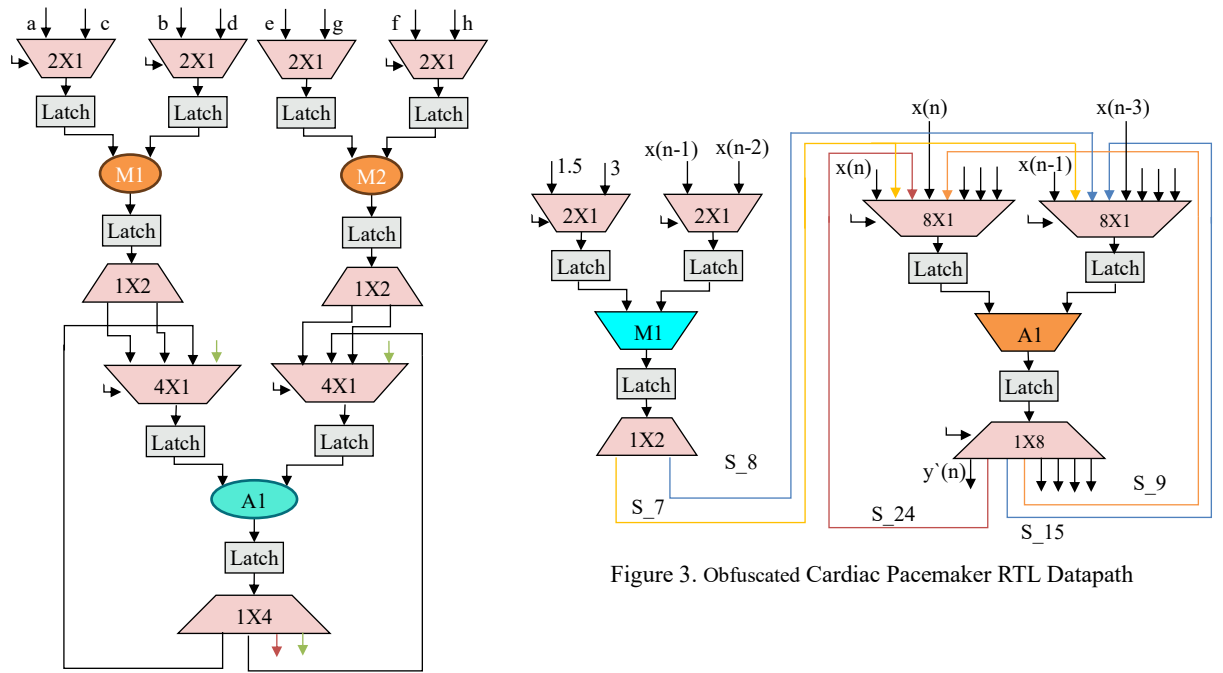 a c b d e g f h
2X1 2X1 2X1 2X1
Latch Latch Latch Latch
M1 M2
Latch Latch
1X2 1X2
4X1 4X1
Latch Latch
A1
Latch
1X4
x(n) x(n-3)
1.5 3 x(n-1) x(n-2) x(n) x(n-1)
2X1 2X1 8X1 8X1
Latch Latch Latch Latch
M1 A1
Latch Latch
1X2 1X8
S_8 y`(n) S_9
S_7 S_24 S_15
Figure 3. Obfuscated Cardiac Pacemaker RTL Datapath